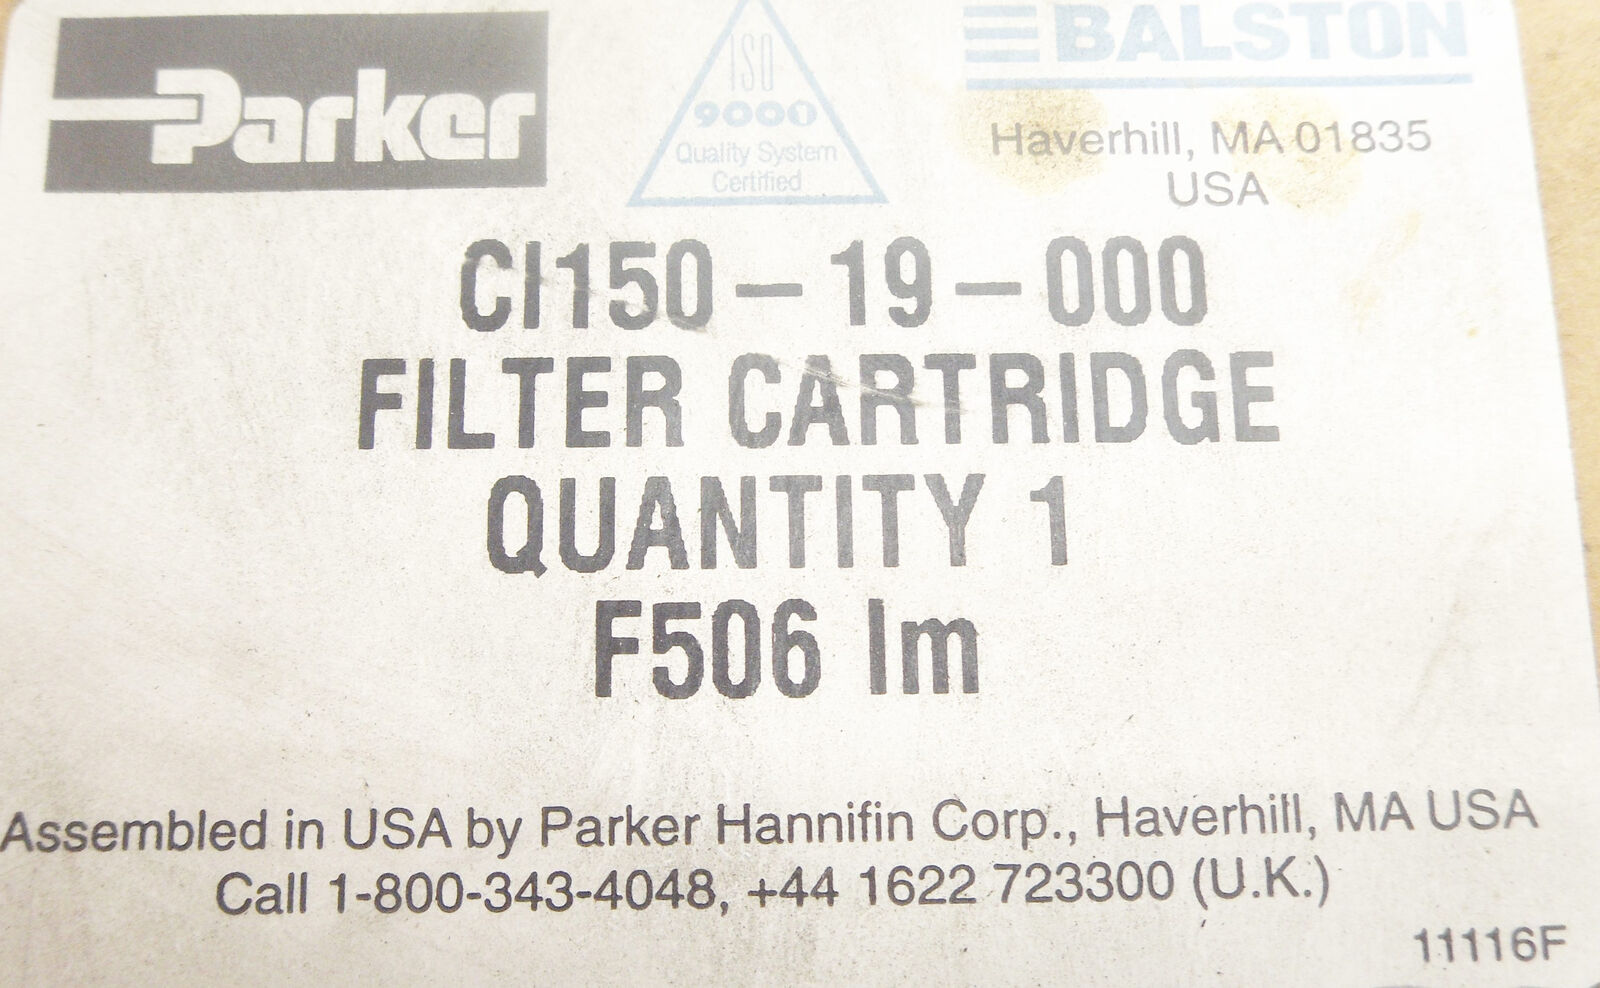 Parker
ISO
9001
Quality System
Certified
BALSTON
Haverhill, MA 01835
USA
CI150-19-000
FILTER CARTRIDGE
QUANTITY 1
F506 lm
Assembled in USA by Parker Hannifin Corp., Haverhill, MA USA
Call 1-800-343-4048, +44 1622 723300 (U.K.)
11116F